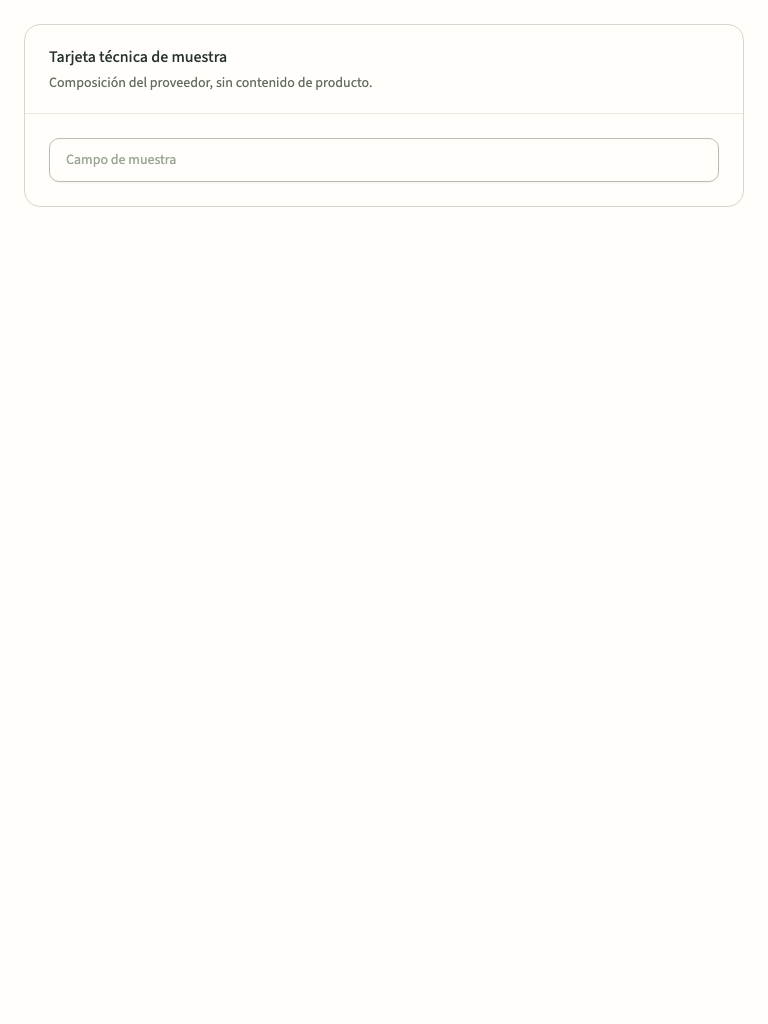 Tarjeta técnica de muestra
Composición del proveedor, sin contenido de producto.
Campo de muestra